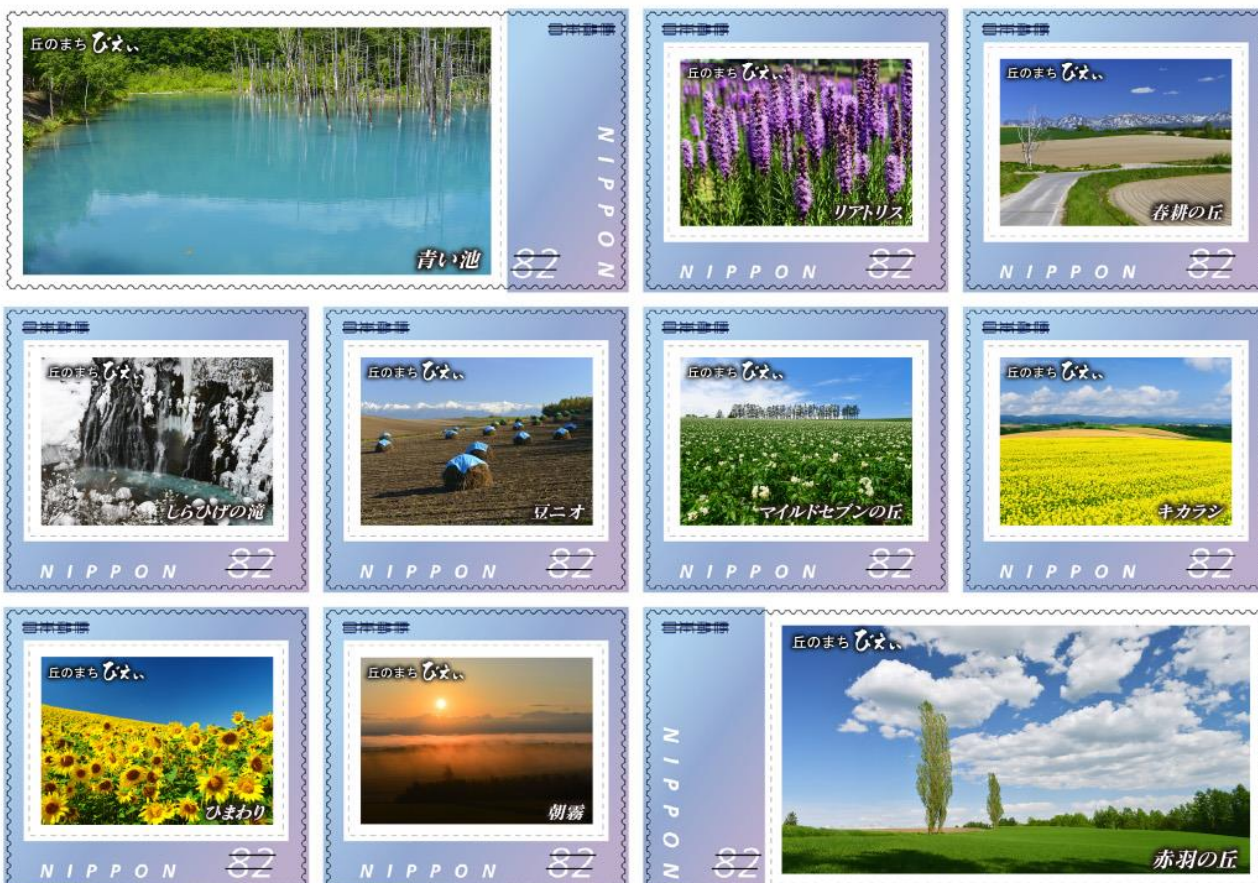 丘のまちびえい
青い池
日本郵便
NIPPON
82
丘のまちびえい
リアトリス
NIPPON
82
丘のまちびえい
春耕の丘
NIPPON
82
日本郵便
丘のまちびえい
しらひげの滝
NIPPON
82
日本郵便
丘のまちびえい
豆ニオ
NIPPON
82
日本郵便
丘のまちびえい
マイルドセブンの丘
NIPPON
82
日本郵便
丘のまちびえい
キカラシ
NIPPON
82
日本郵便
丘のまちびえい
ひまわり
NIPPON
82
日本郵便
丘のまちびえい
朝霧
NIPPON
82
日本郵便
NIPPON
82
丘のまちびえい
赤羽の丘